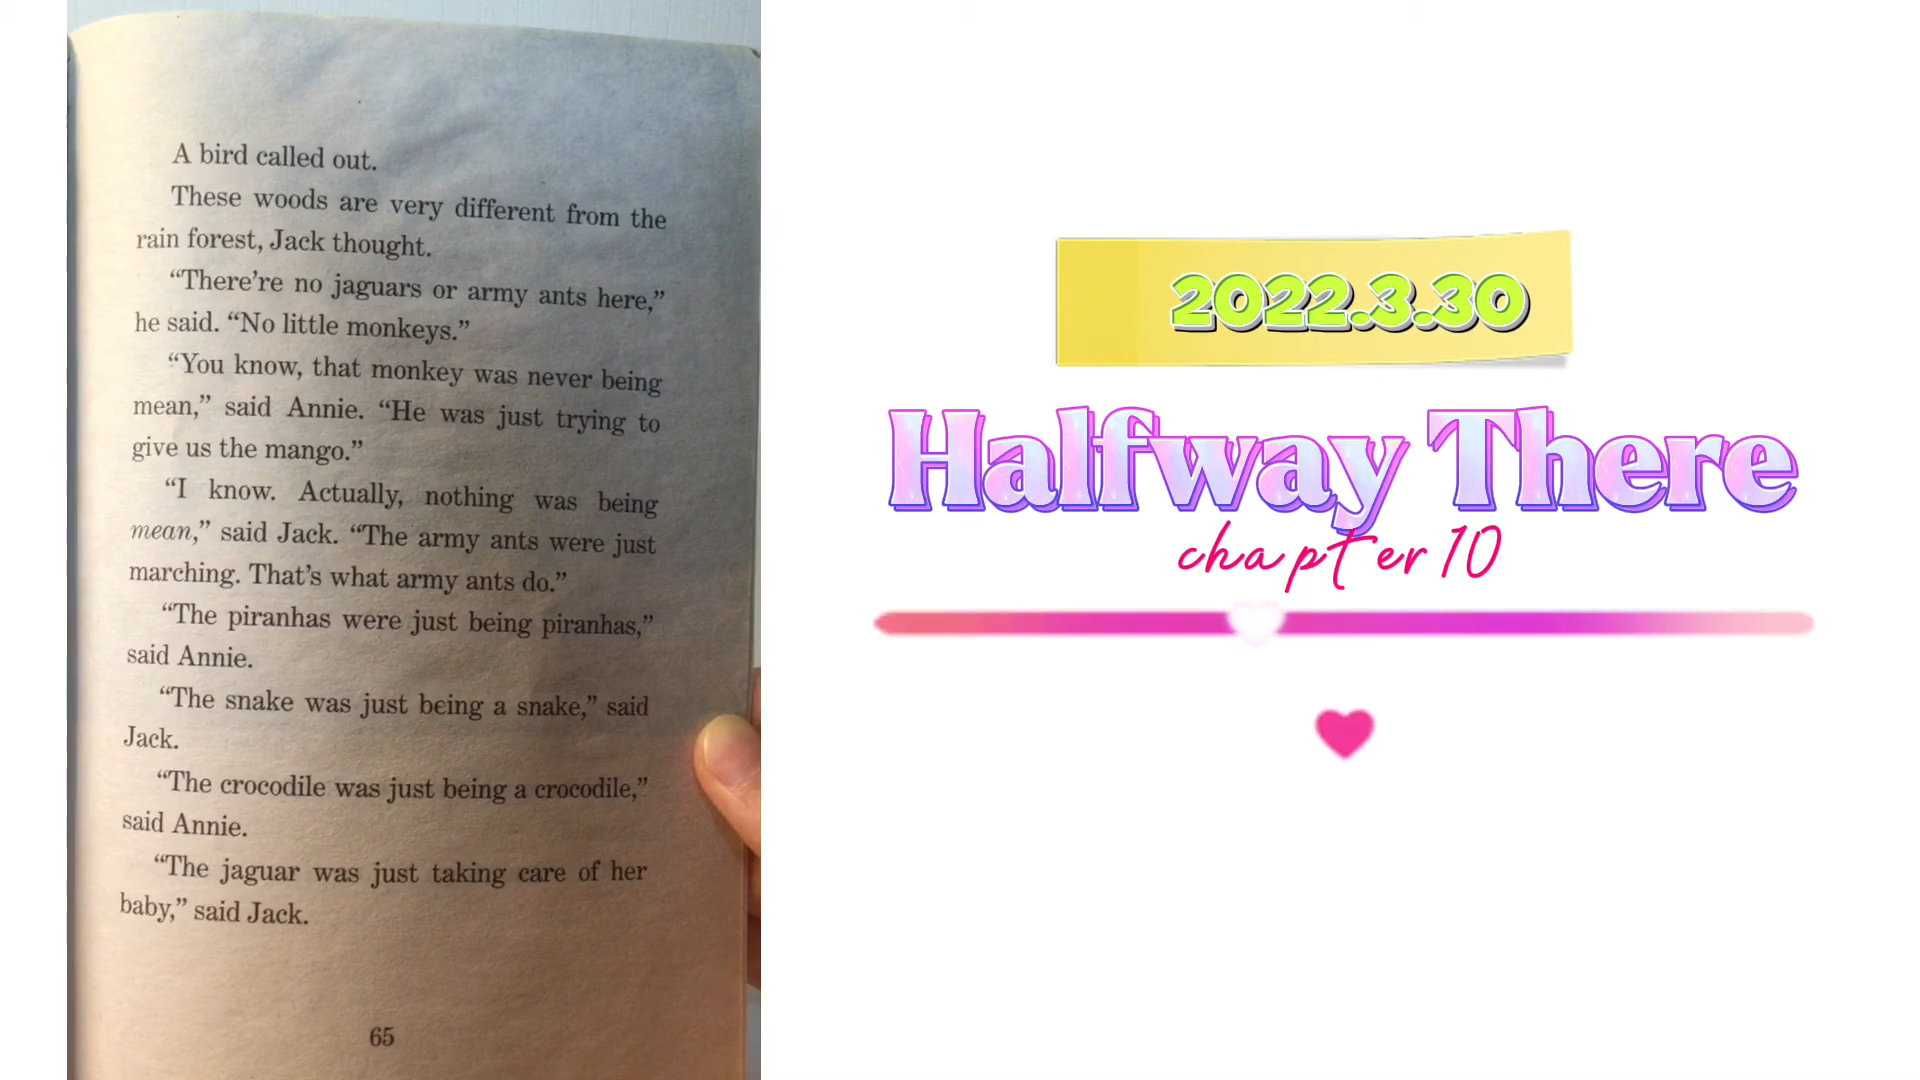 A bird called out.
These woods are very different from the
rain forest, Jack thought.
“There’re no jaguars or army ants here,”
he said. “No little monkeys.”
“You know, that monkey was never being
mean,” said Annie. “He was just trying to
give us the mango.”
“I know. Actually, nothing was being
mean,” said Jack. “The army ants were just
marching. That’s what army ants do.”
“The piranhas were just being piranhas,”
said Annie.
“The snake was just being a snake,” said
Jack.
“The crocodile was just being a crocodile,”
said Annie.
“The jaguar was just taking care of her
baby,” said Jack.
65
2022.3.30
Halfway There
chapter 10